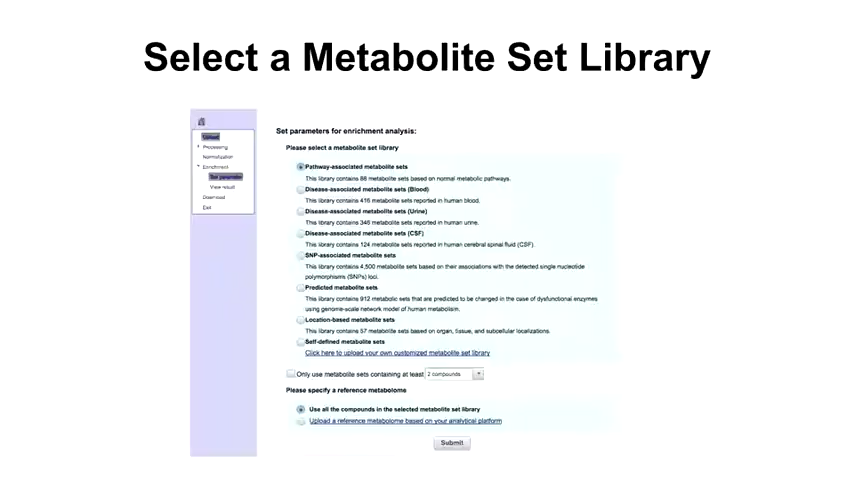 Select a Metabolite Set Library
Upload
Processing
Normalization
Enrichment
Set parameter
View result
Download
Exit
Set parameters for enrichment analysis:
Please select a metabolite set library
Pathway-associated metabolite sets
This library contains 88 metabolite sets based on normal metabolic pathways.
Disease-associated metabolite sets (Blood)
This library contains 416 metabolite sets reported in human blood.
Disease-associated metabolite sets (Urine)
This library contains 346 metabolite sets reported in human urine.
Disease-associated metabolite sets (CSF)
This library contains 124 metabolite sets reported in human cerebral spinal fluid (CSF).
SNP-associated metabolite sets
This library contains 4,500 metabolite sets based on their associations with the detected single nucleotide
polymorphisms (SNPs) loci.
Predicted metabolite sets
This library contains 912 metabolic sets that are predicted to be changed in the case of dysfunctional enzymes
using genome-scale network model of human metabolism.
Location-based metabolite sets
This library contains 57 metabolite sets based on organ, tissue, and subcellular localizations.
Self-defined metabolite sets
Click here to upload your own customized metabolite set library
Only use metabolite sets containing at least 2 compounds
Please specify a reference metabolome
Use all the compounds in the selected metabolite set library
Upload a reference metabolome based on your analytical platform
Submit